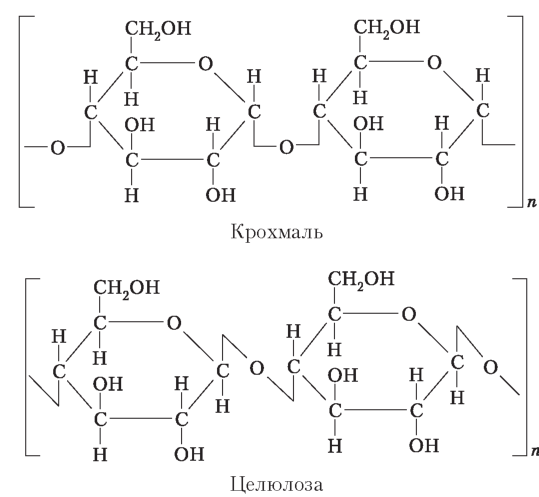 CH₂OH CH₂OH
C O C O
H H H H
H H
C C C C
OH H OH H
O O
C C C C
H OH H OH
n
Крохмаль
CH₂OH CH₂OH
C O C O
H H
H H
C C C C
O O
OH H H OH H H
C C C C
H OH H OH
n
Целюлоза